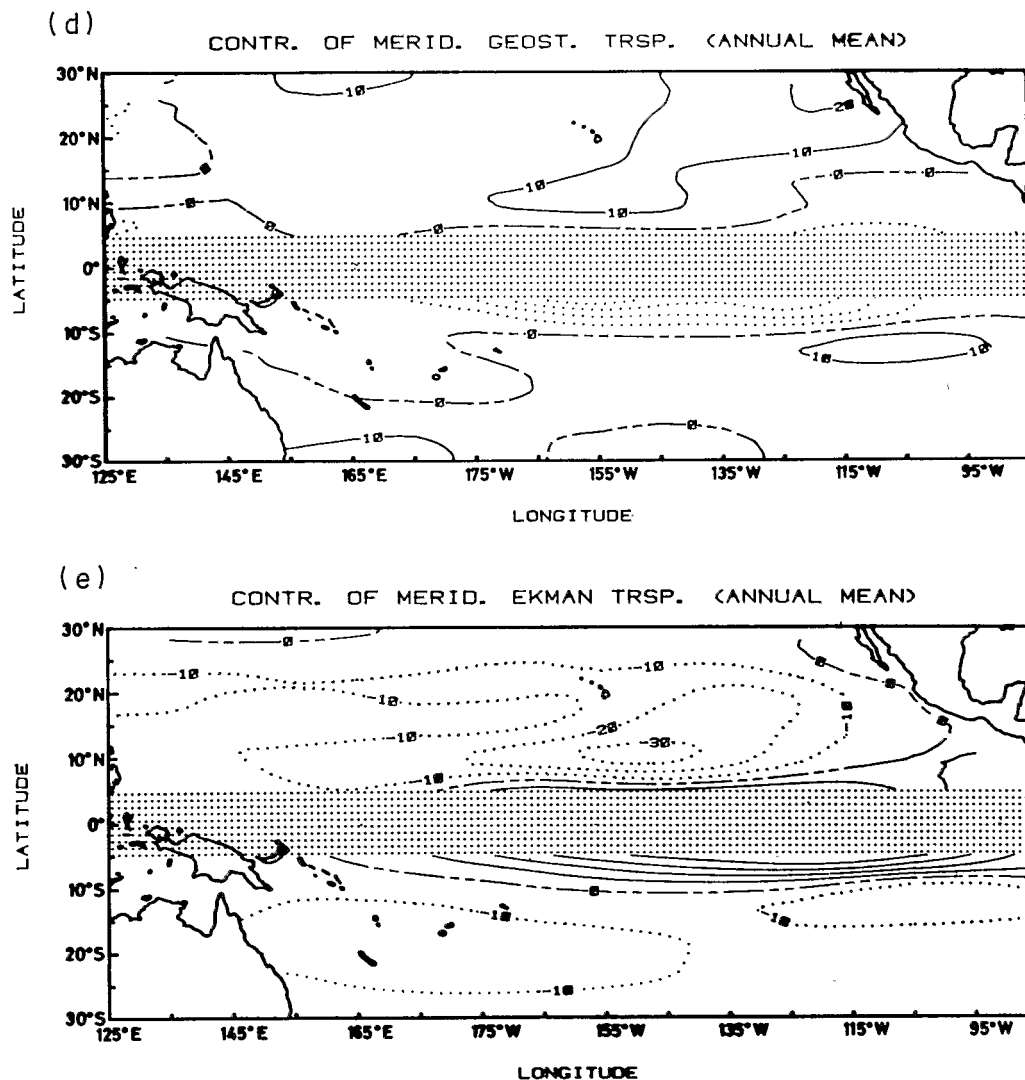 (d)
CONTR. OF MERID. GEOST. TRSP. (ANNUAL MEAN)
30°N
20°N
10°N
0°
10°S
20°S
30°S
LATITUDE
10
20
10
10
10
0
0
0
0
0
0
0
10
10
10
0
125°E 145°E 165°E 175°W 155°W 135°W 115°W 95°W
LONGITUDE
(e)
CONTR. OF MERID. EKMAN TRSP. (ANNUAL MEAN)
30°N
20°N
10°N
0°
10°S
20°S
30°S
LATITUDE
0
-10
-10
0
0
-10
-10
-20
-10
0
-30
-10
0
-10
-10
-10
125°E 145°E 165°E 175°W 155°W 135°W 115°W 95°W
LONGITUDE